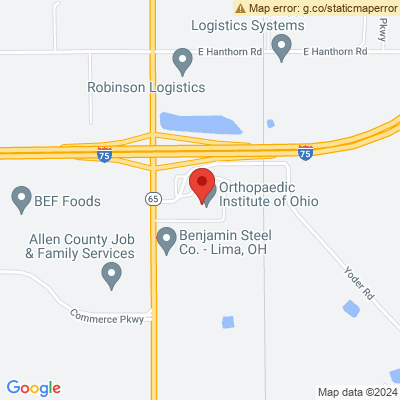 Map error: g.co/staticmaperror
Logistics Systems
Pkwy
E Hanthorn Rd
E Hanthorn Rd
Robinson Logistics
75
75
65
BEF Foods
Orthopaedic
Institute of Ohio
Benjamin Steel
Co. - Lima, OH
Allen County Job
& Family Services
Yoder Rd
Commerce Pkwy
Google
Map data ©2024